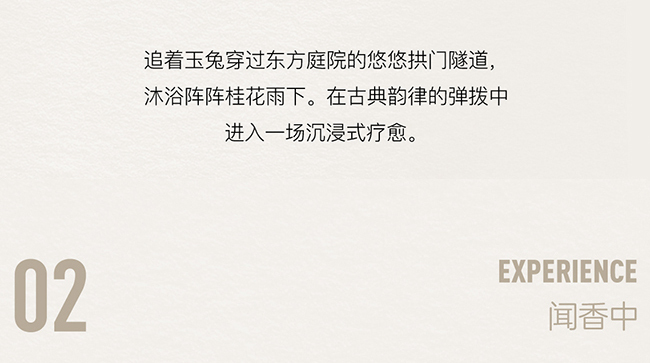 追着玉兔穿过东方庭院的悠悠拱门隧道，
沐浴阵阵桂花雨下。在古典韵律的弹拨中
进入一场沉浸式疗愈。
02
EXPERIENCE
闻香中